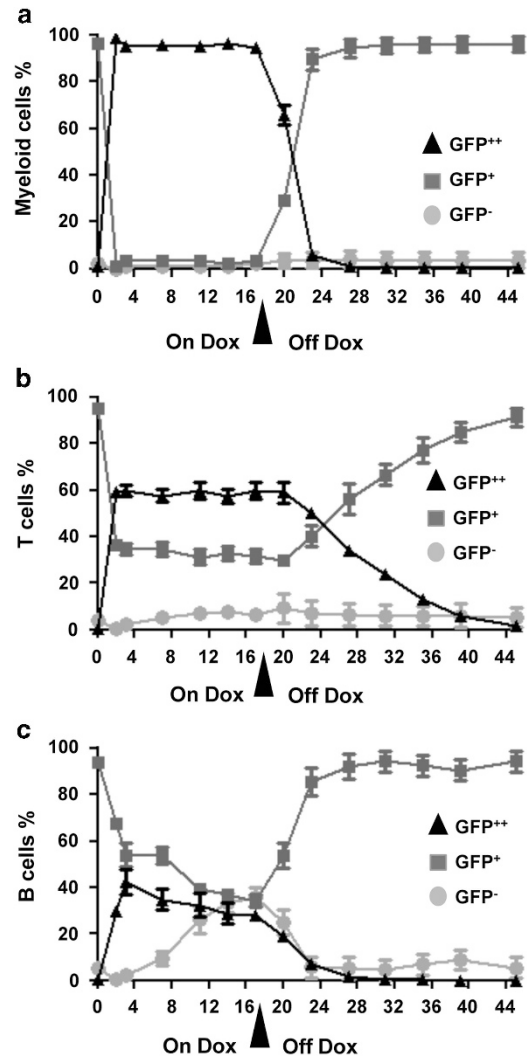 a
Myeloid cells %
100
80
60
40
20
0
GFP++
GFP+
GFP-
0 4 8 12 16 20 24 28 32 36 44
On Dox Off Dox
b
T cells %
100
80
60
40
20
0
GFP++
GFP+
GFP-
0 4 8 12 16 20 24 28 32 36 44
On Dox Off Dox
c
B cells %
100
80
60
40
20
0
GFP++
GFP+
GFP-
0 4 8 12 16 20 24 28 32 36 44
On Dox Off Dox